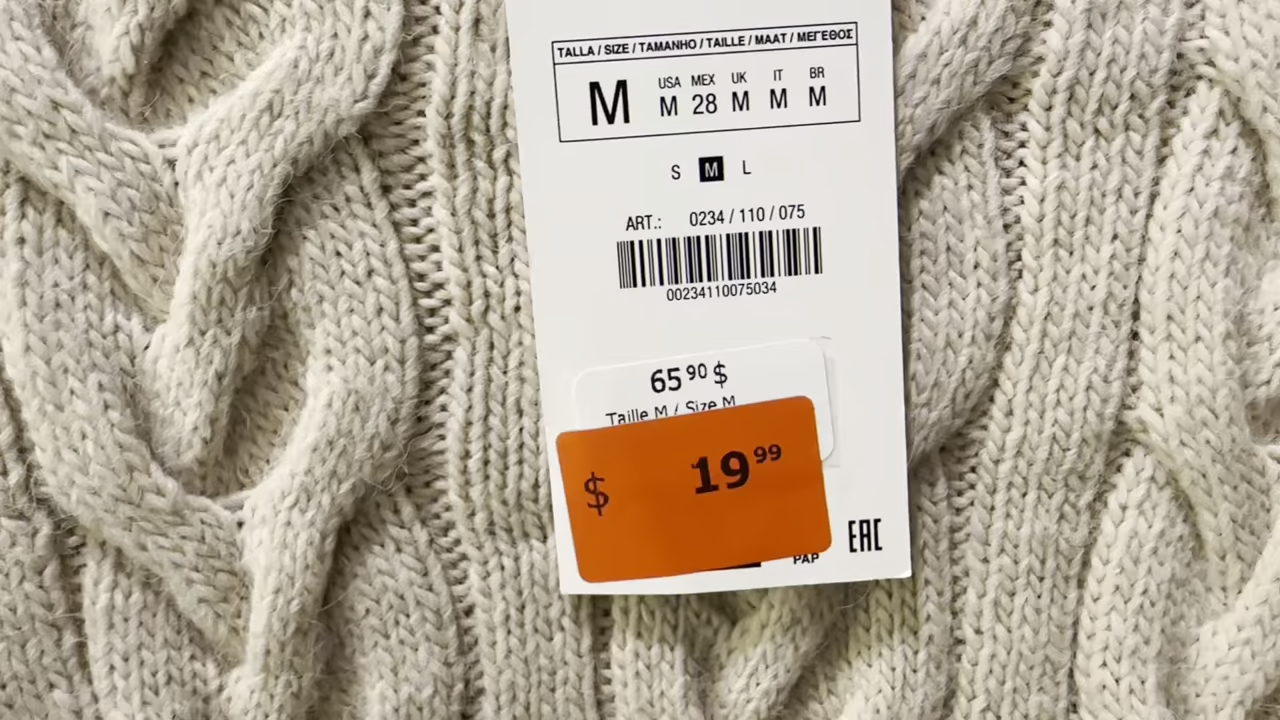 TALLA / SIZE / TAMANHO / TAILLE / MAAT / ΜΕΓΕΘΟΣ
M
USA MEX UK IT BR
M 28 M M M
S M L
ART.: 0234 / 110 / 075
00234110075034
65 90 $
Taille M / Size M
$ 19 99
EAC
PAP